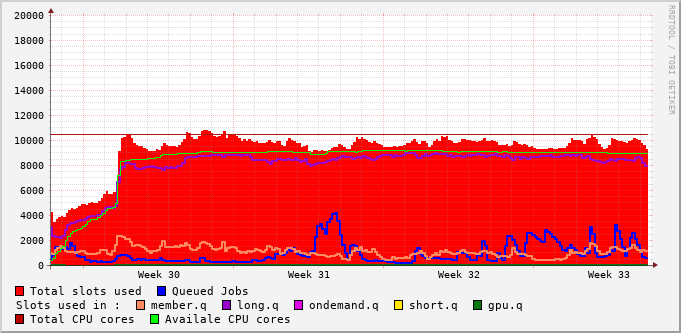 RRDTOOL / TOBI OETIKER
20000
18000
16000
14000
12000
10000
8000
6000
4000
2000
0
Week 30 Week 31 Week 32 Week 33
Total slots used Queued Jobs
Slots used in : member.q long.q ondemand.q short.q gpu.q
Total CPU cores Availale CPU cores